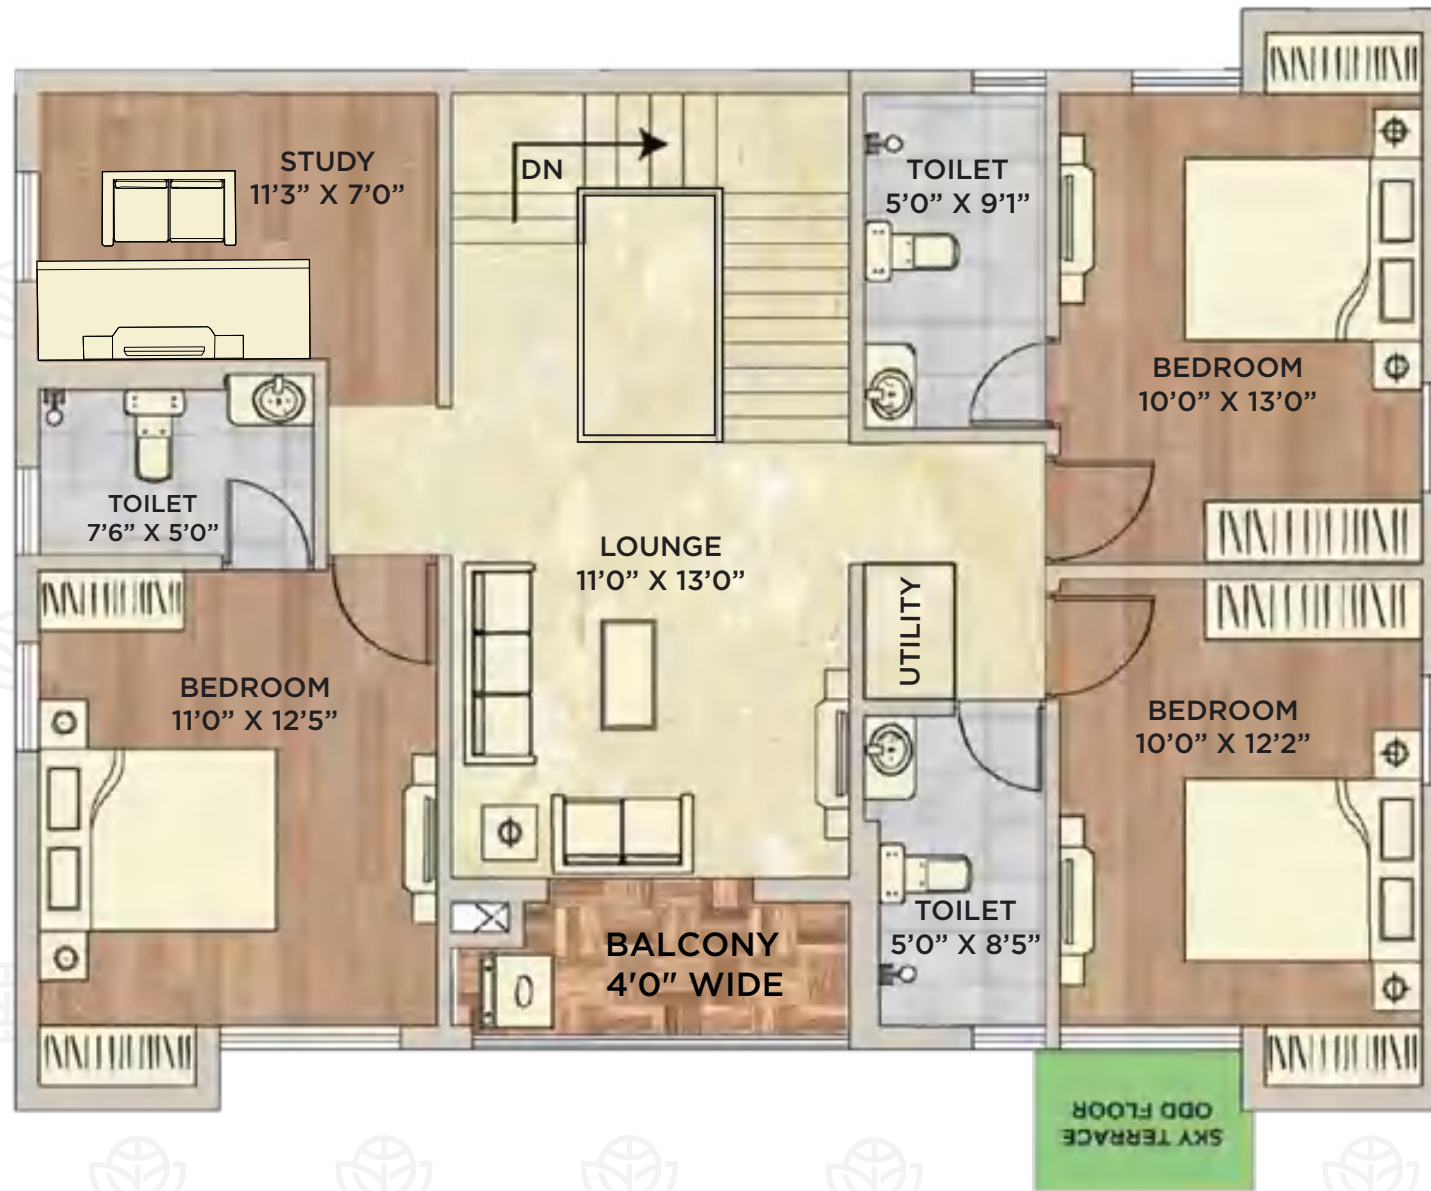 STUDY
11'3” X 7'0”
DN
TOILET
5'0” X 9'1”
BEDROOM
10'0” X 13'0”
TOILET
7'6” X 5'0”
LOUNGE
11'0” X 13'0”
UTILITY
BEDROOM
11'0” X 12'5”
BEDROOM
10'0” X 12'2”
TOILET
5'0” X 8'5”
BALCONY
4'0" WIDE
SKY TERRACE
ODD FLOOR